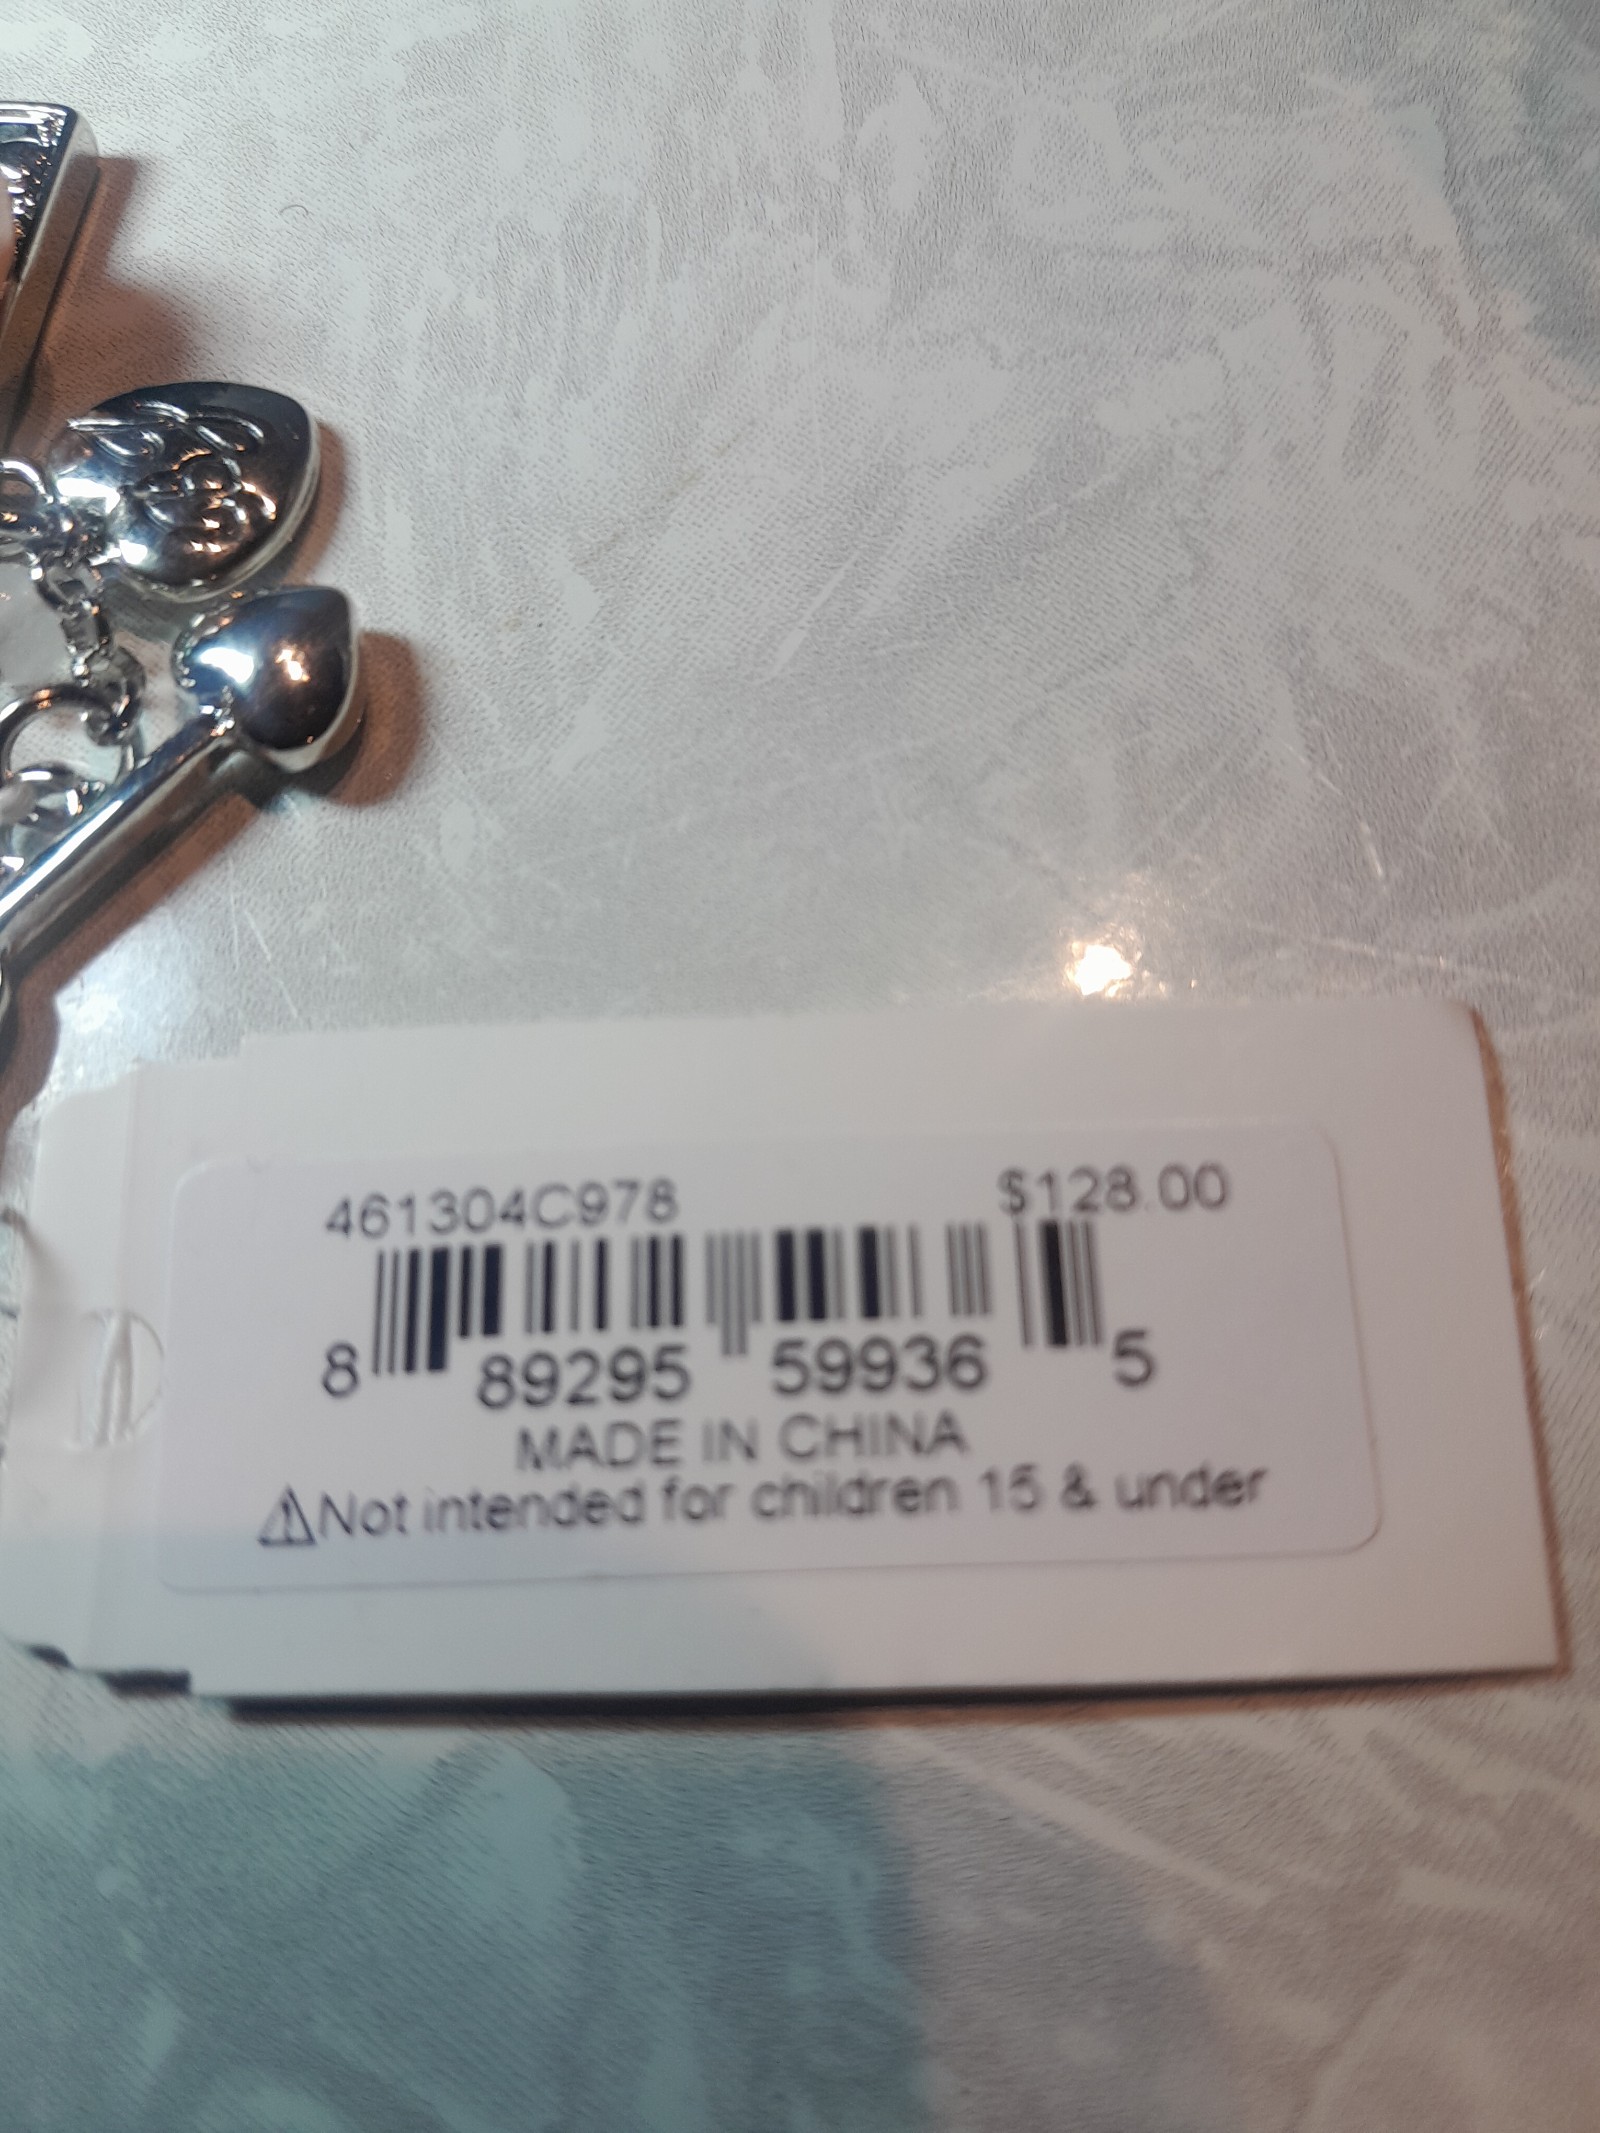 461304C978 $128.00
8 89295 59936 5
MADE IN CHINA
⚠Not intended for children 15 & under